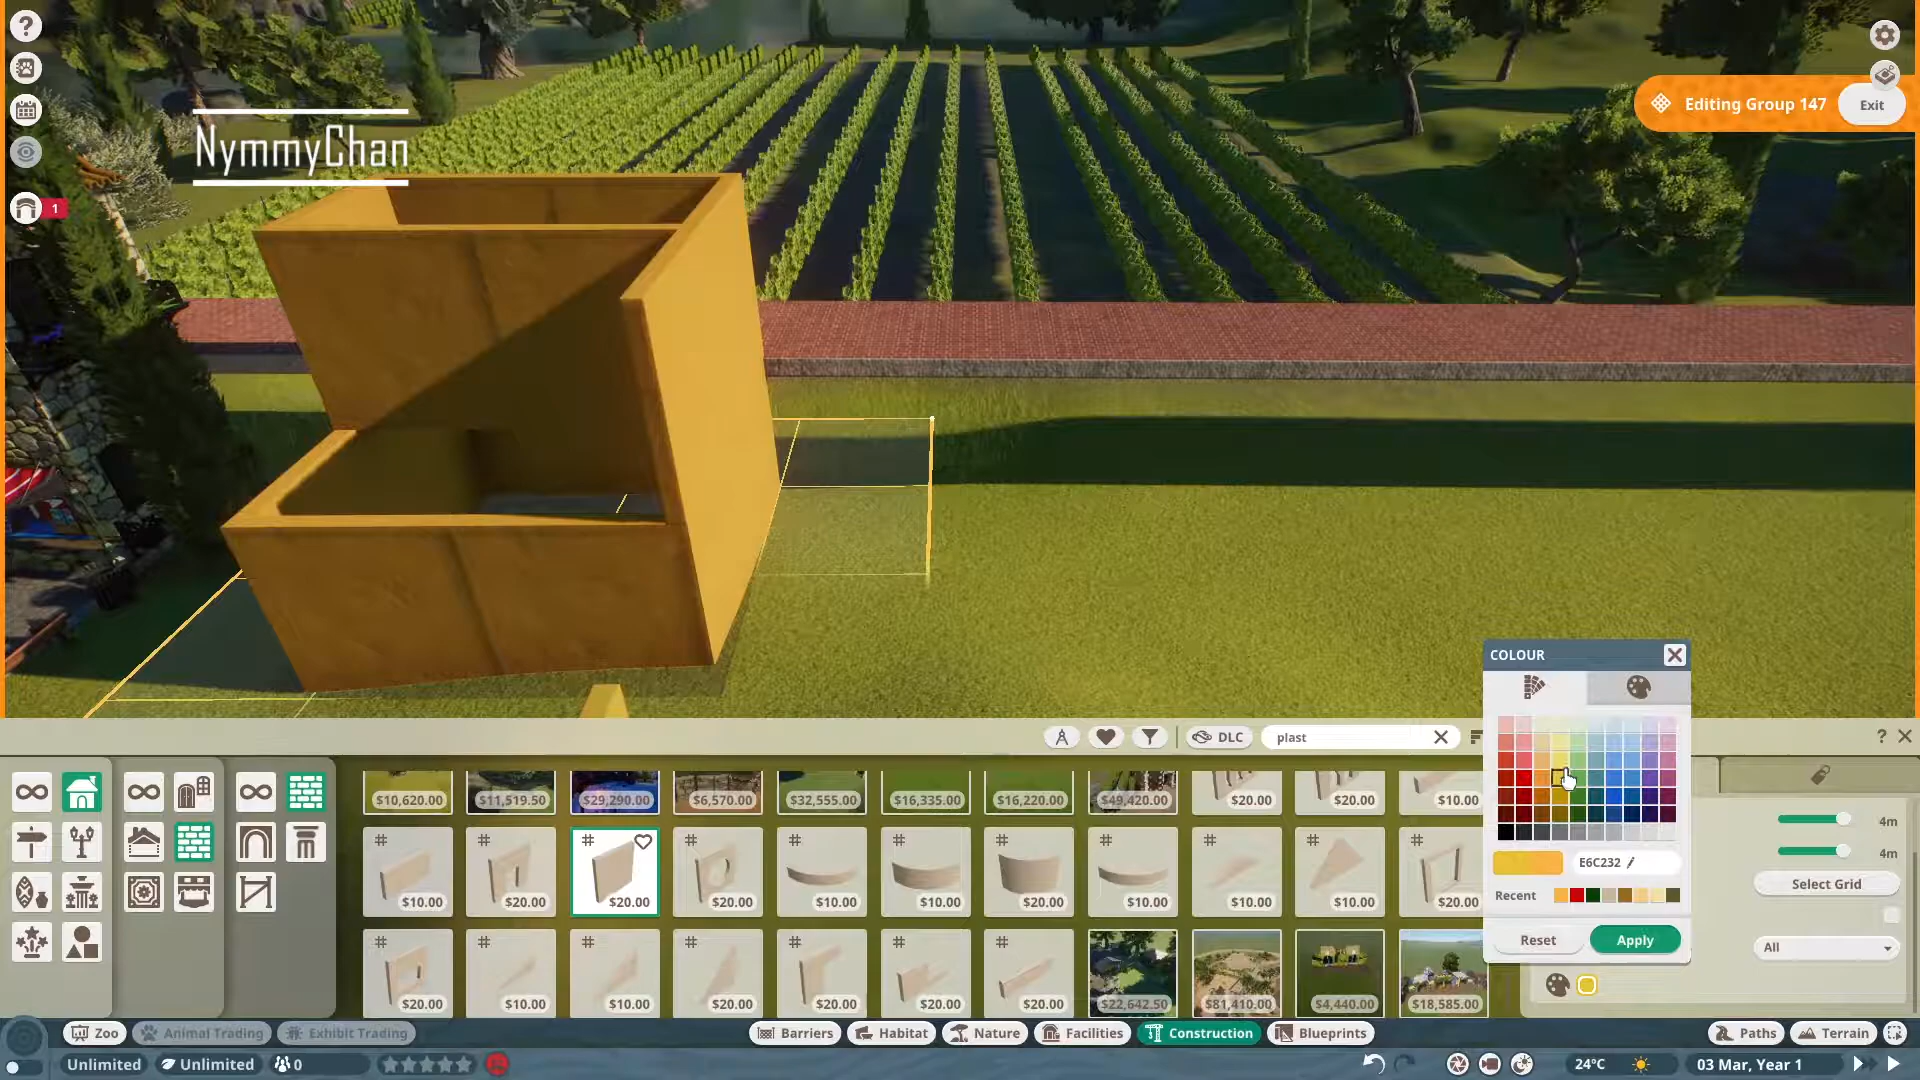 ?
Editing Group 147
Exit
NymmyChan
1
COLOUR
DLC
plast
?
$10,620.00
$11,519.50
$29,290.00
$6,570.00
$32,555.00
$16,335.00
$16,220.00
$49,420.00
$20.00
$20.00
$10.00
4m
$10.00
$20.00
$20.00
$20.00
$10.00
$10.00
$20.00
$10.00
$10.00
$10.00
$20.00
E6C232
4m
Select Grid
Recent
Reset
Apply
All
$20.00
$10.00
$10.00
$20.00
$20.00
$20.00
$20.00
$22,642.50
$81,410.00
$4,440.00
$18,585.00
Zoo
Animal Trading
Exhibit Trading
Barriers
Habitat
Nature
Facilities
Construction
Blueprints
Paths
Terrain
Unlimited
Unlimited
0
24°C
03 Mar, Year 1